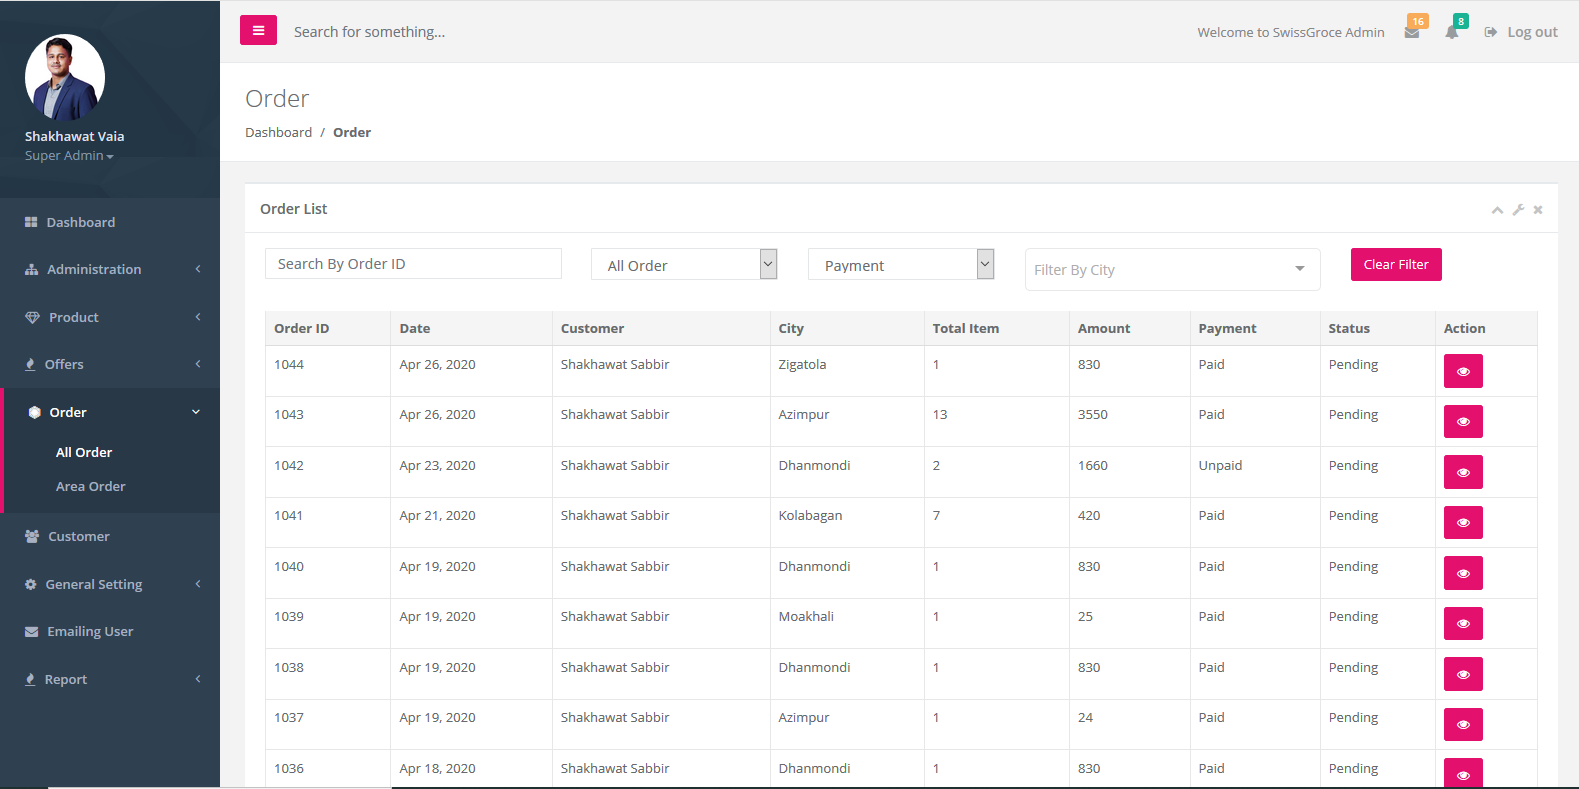 Shakhawat Vaia
Super Admin
Dashboard
Administration
Product
Offers
Order
All Order
Area Order
Customer
General Setting
Emailing User
Report
Search for something...
Welcome to SwissGroce Admin
16
8
Log out
Order
Dashboard / Order
Order List
Search By Order ID
All Order
Payment
Filter By City
Clear Filter
Order ID Date Customer City Total Item Amount Payment Status Action
1044 Apr 26, 2020 Shakhawat Sabbir Zigatola 1 830 Paid Pending
1043 Apr 26, 2020 Shakhawat Sabbir Azimpur 13 3550 Paid Pending
1042 Apr 23, 2020 Shakhawat Sabbir Dhanmondi 2 1660 Unpaid Pending
1041 Apr 21, 2020 Shakhawat Sabbir Kolabagan 7 420 Paid Pending
1040 Apr 19, 2020 Shakhawat Sabbir Dhanmondi 1 830 Paid Pending
1039 Apr 19, 2020 Shakhawat Sabbir Moakhali 1 25 Paid Pending
1038 Apr 19, 2020 Shakhawat Sabbir Dhanmondi 1 830 Paid Pending
1037 Apr 19, 2020 Shakhawat Sabbir Azimpur 1 24 Paid Pending
1036 Apr 18, 2020 Shakhawat Sabbir Dhanmondi 1 830 Paid Pending